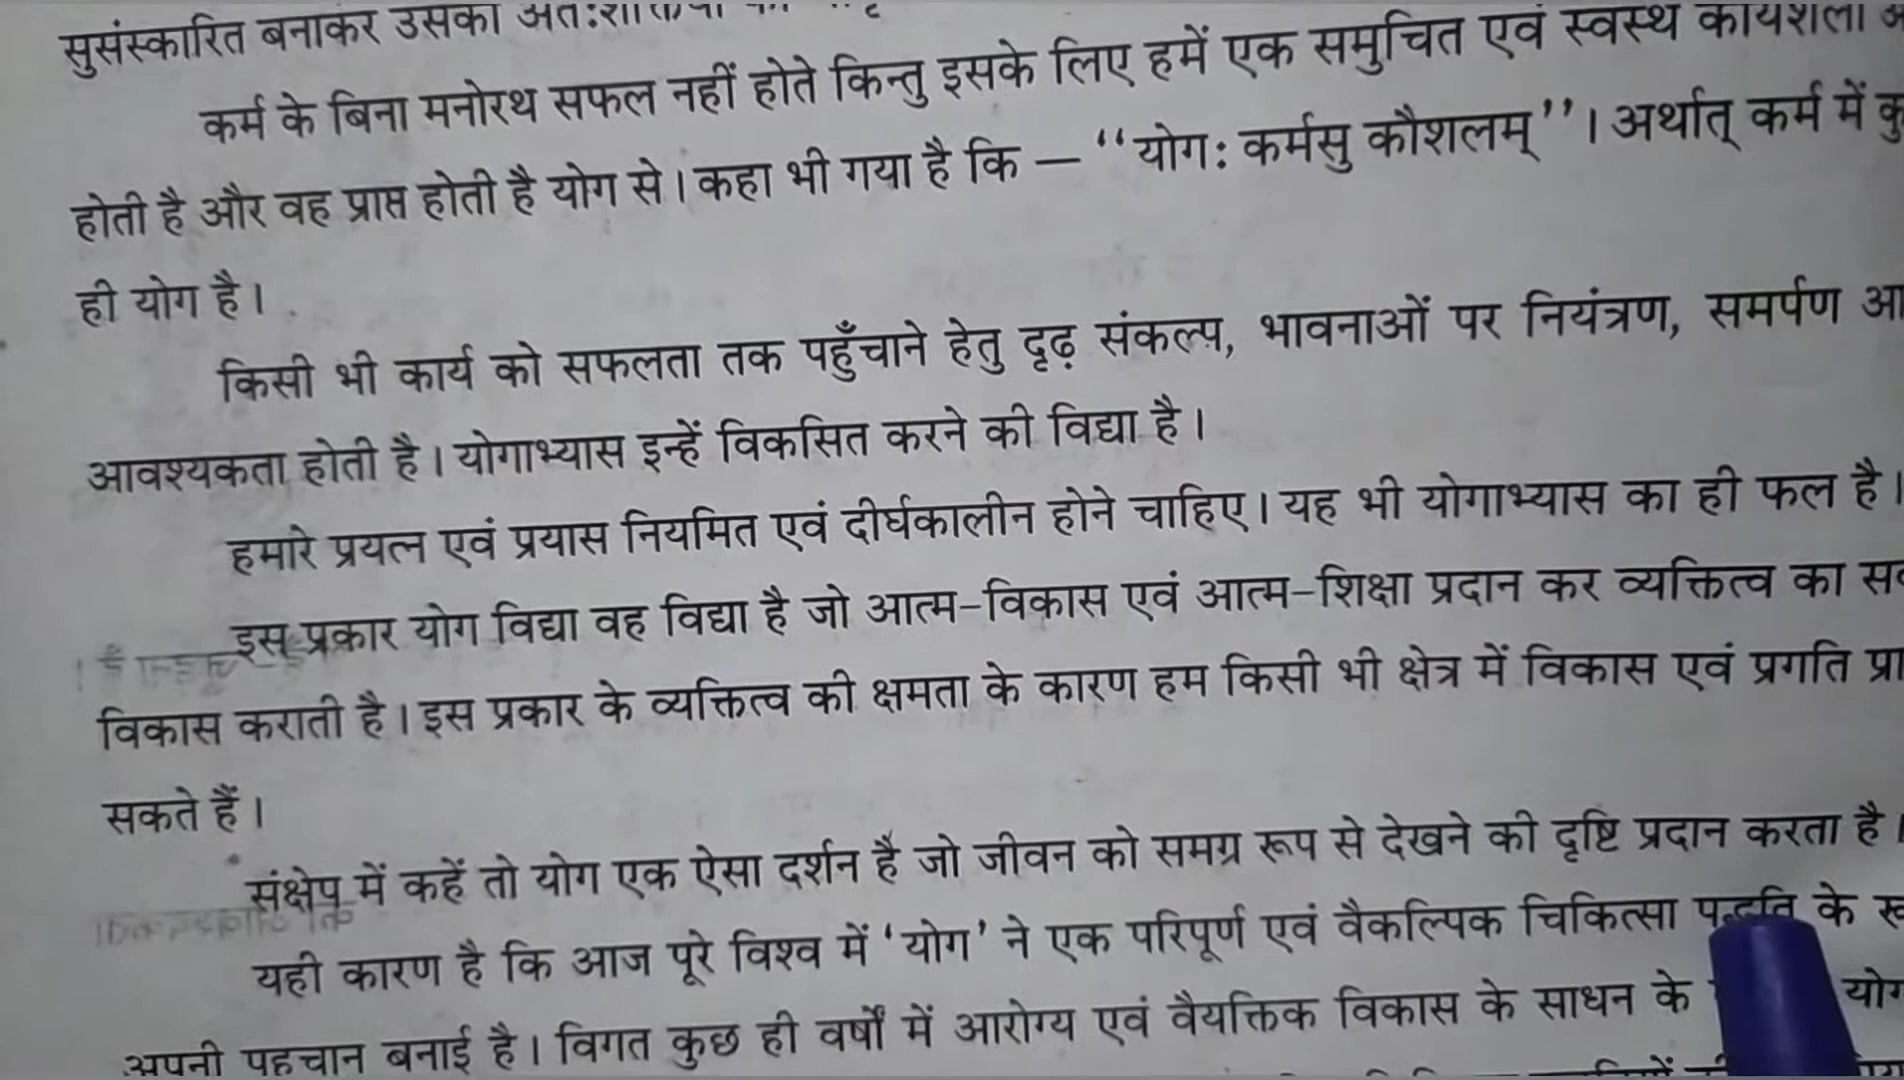 सुसंस्कारित बनाकर उसकी
कर्म के बिना मनोरथ सफल नहीं होते किन्तु इसके लिए हमें एक समुचित एवं स्वस्थ कार्यशैली
होती है और वह प्राप्त होती है योग से। कहा भी गया है कि — “योगः कर्मसु कौशलम्”। अर्थात् कर्म में
ही योग है।
किसी भी कार्य को सफलता तक पहुँचाने हेतु दृढ़ संकल्प, भावनाओं पर नियंत्रण, समर्पण
आवश्यकता होती है। योगाभ्यास इन्हें विकसित करने की विद्या है।
हमारे प्रयत्न एवं प्रयास नियमित एवं दीर्घकालीन होने चाहिए। यह भी योगाभ्यास का ही फल है।
इस प्रकार योग विद्या वह विद्या है जो आत्म-विकास एवं आत्म-शिक्षा प्रदान कर व्यक्तित्व का
विकास कराती है। इस प्रकार के व्यक्तित्व की क्षमता के कारण हम किसी भी क्षेत्र में विकास एवं प्रगति
सकते हैं।
संक्षेप में कहें तो योग एक ऐसा दर्शन है जो जीवन को समग्र रूप से देखने की दृष्टि प्रदान करता है।
यही कारण है कि आज पूरे विश्व में ‘योग’ ने एक परिपूर्ण एवं वैकल्पिक चिकित्सा पद्धति के
अपनी पहचान बनाई है। विगत कुछ ही वर्षों में आरोग्य एवं वैयक्तिक विकास के साधन के